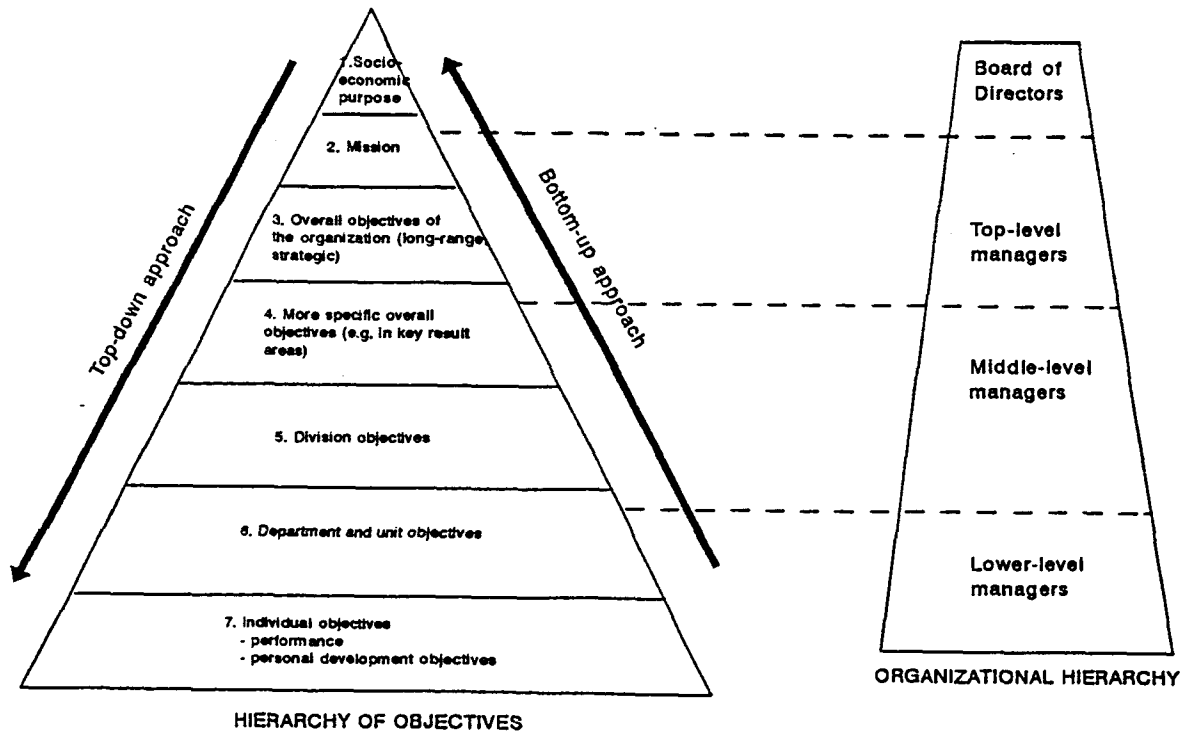 1.Socio-
economic
purpose
2. Mission
3. Overall objectives of
the organization (long-range,
strategic)
4. More specific overall
objectives (e.g. in key result
areas)
5. Division objectives
6. Department and unit objectives
7. Individual objectives
- performance
- personal development objectives
Top-down approach
Bottom-up approach
HIERARCHY OF OBJECTIVES
Board of
Directors
Top-level
managers
Middle-level
managers
Lower-level
managers
ORGANIZATIONAL HIERARCHY